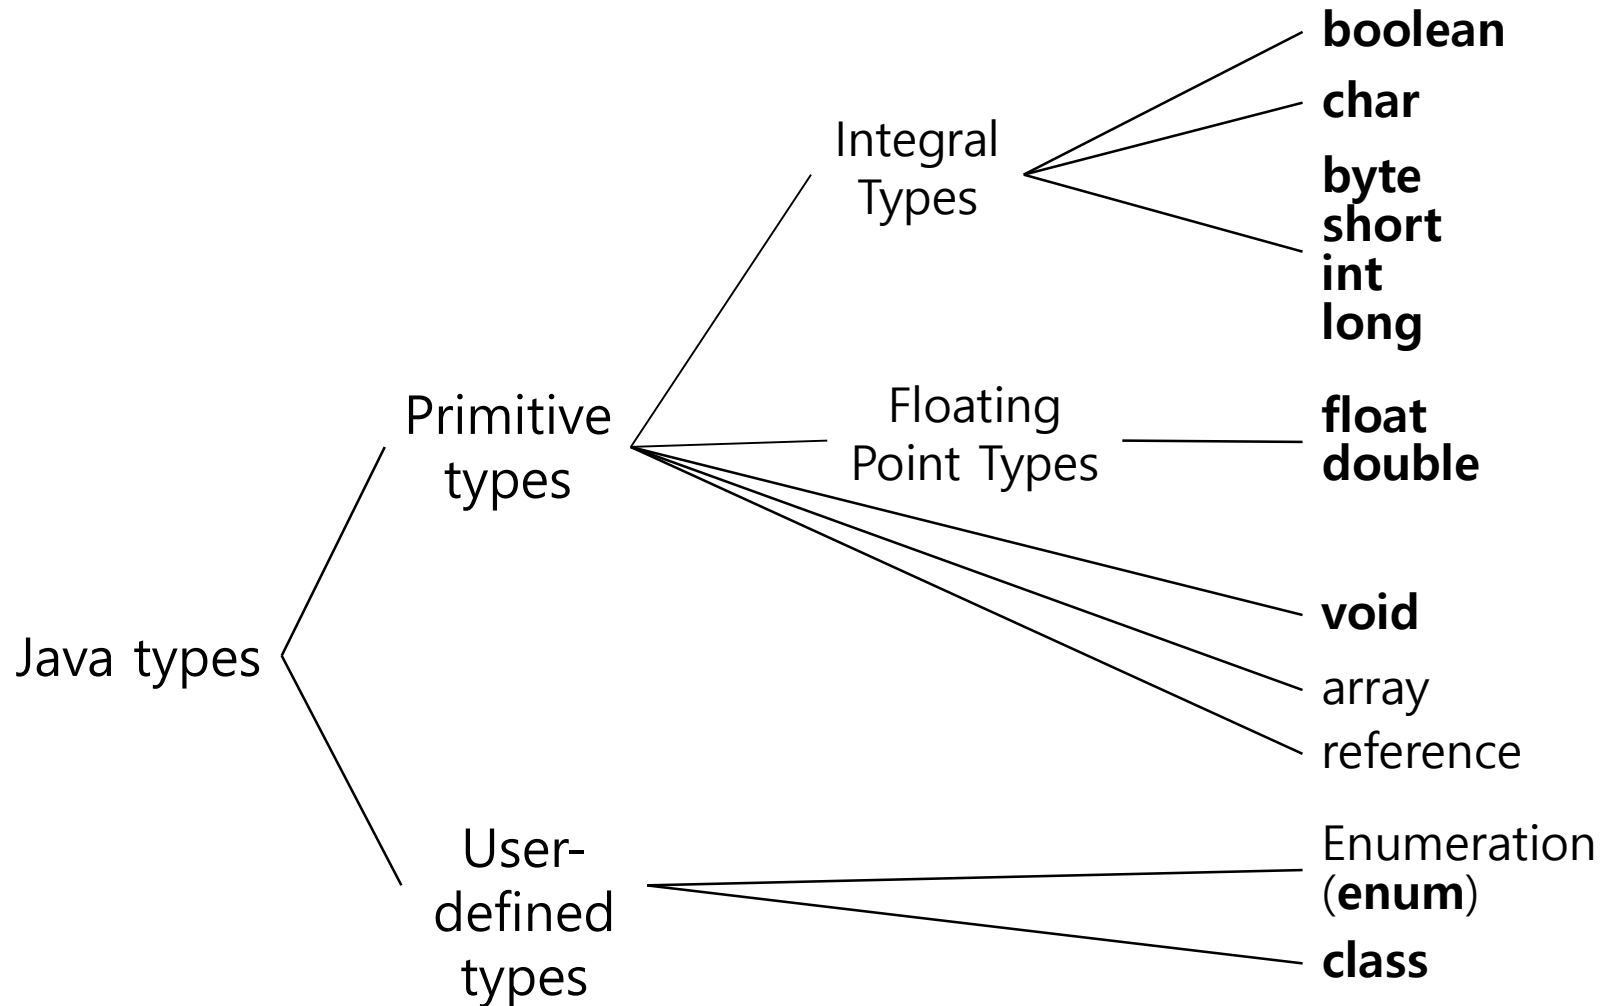 Java types
Primitive
types
User-
defined
types
Integral
Types
Floating
Point Types
boolean
char
byte
short
int
long
float
double
void
array
reference
Enumeration
(enum)
class